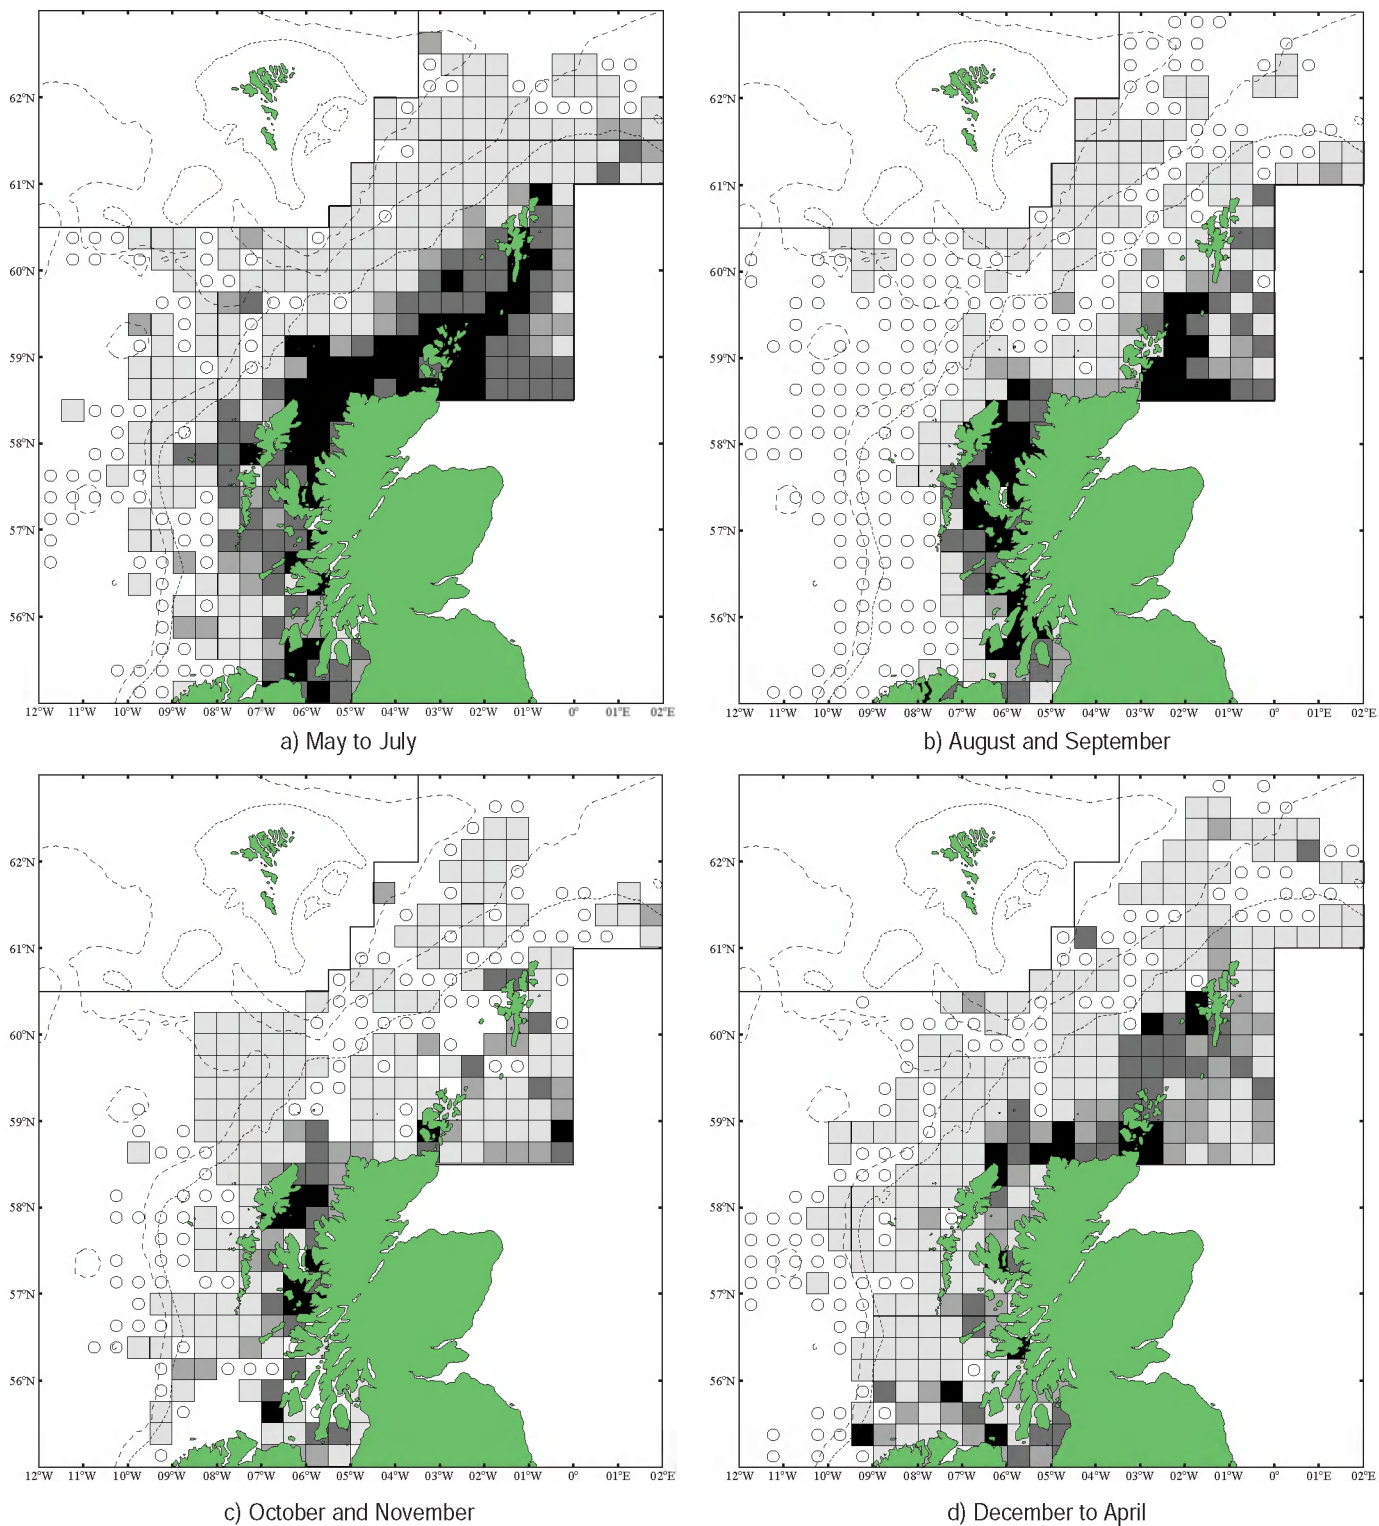 62°N 62°N
61°N 61°N
60°N 60°N
59°N 59°N
58°N 58°N
57°N 57°N
56°N 56°N
12°W 11°W 10°W 09°W 08°W 07°W 06°W 05°W 04°W 03°W 02°W 01°W 0° 01°E 02°E 12°W 11°W 10°W 09°W 08°W 07°W 06°W 05°W 04°W 03°W 02°W 01°W 0° 01°E 02°E
a) May to July b) August and September
62°N 62°N
61°N 61°N
60°N 60°N
59°N 59°N
58°N 58°N
57°N 57°N
56°N 56°N
12°W 11°W 10°W 09°W 08°W 07°W 06°W 05°W 04°W 03°W 02°W 01°W 0° 01°E 02°E 12°W 11°W 10°W 09°W 08°W 07°W 06°W 05°W 04°W 03°W 02°W 01°W 0° 01°E 02°E
c) October and November d) December to April